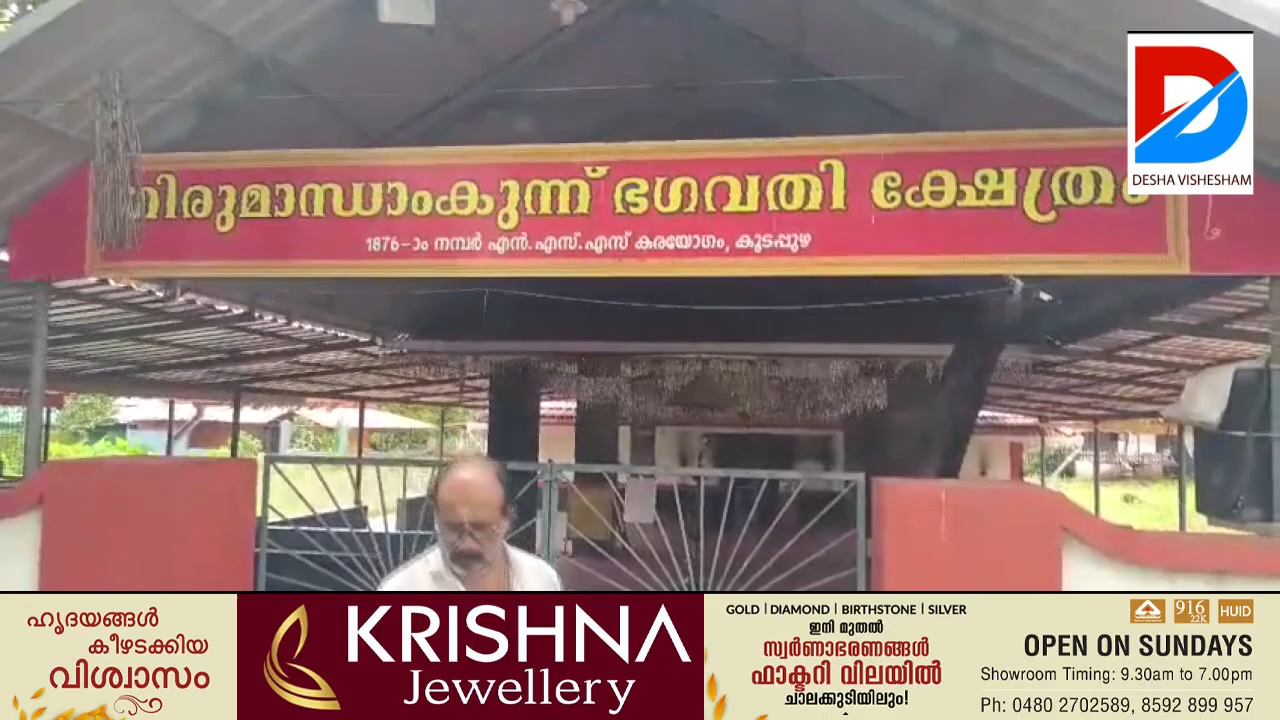 DESHA VISHESHAM
തിരുമാന്ധാംകുന്ന് ഭഗവതി ക്ഷേത്രം
1876-ാം നമ്പർ എൻ.എസ്.എസ് കരയോഗം, കൂടപ്പുഴ
ഹൃദയങ്ങൾ
കീഴടക്കിയ
വിശ്വാസം
KRISHNA
Jewellery
GOLD | DIAMOND | BIRTHSTONE | SILVER
ഇനി മുതൽ
സ്വർണാഭരണങ്ങൾ
ഫാക്ടറി വിലയിൽ
ചാലക്കുടിയിലും!
916
22K
HUID
OPEN ON SUNDAYS
Showroom Timing: 9.30am to 7.00pm
Ph: 0480 2702589, 8592 899 957